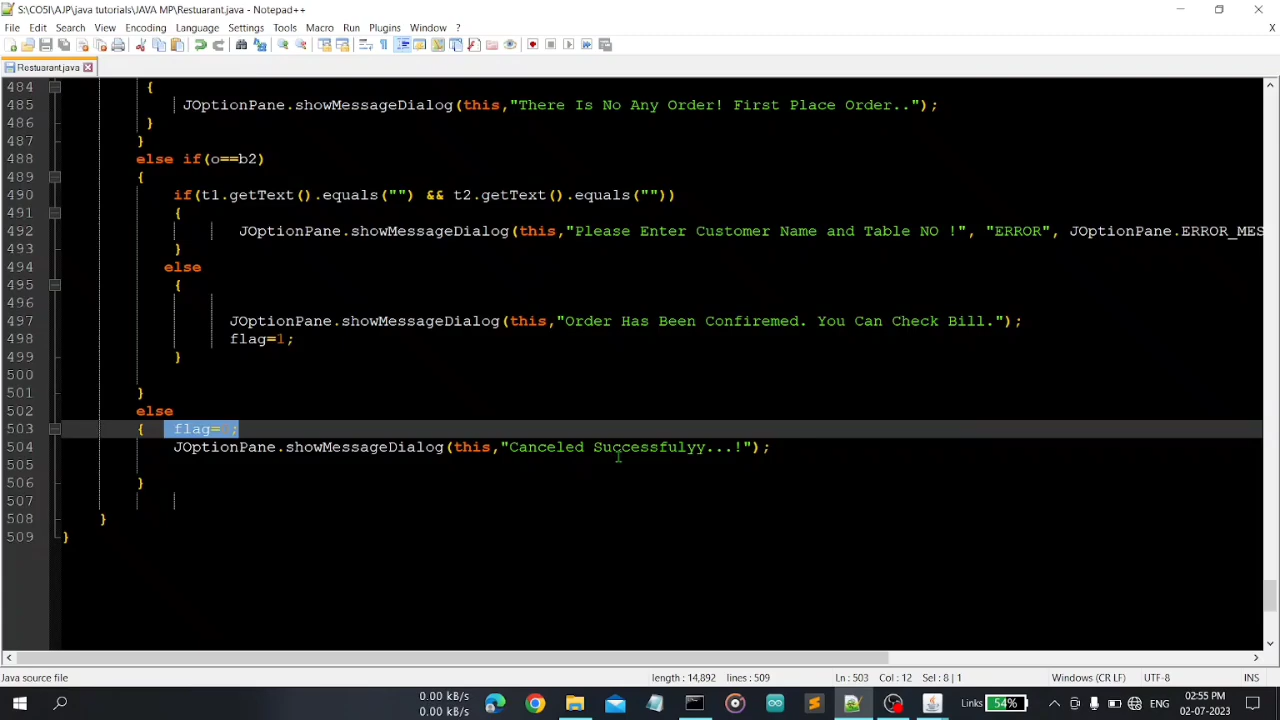 S:\CO5I\AJP\java tutorials\JAVA MP\Restuarant.java - Notepad++
File Edit Search View Encoding Language Settings Tools Macro Run Plugins Window ? X
Restuarant.java
484 {
485 JOptionPane.showMessageDialog(this,"There Is No Any Order! First Place Order..");
486 }
487 }
488 else if(o==b2)
489 {
490 if(t1.getText().equals("") && t2.getText().equals(""))
491 {
492 JOptionPane.showMessageDialog(this,"Please Enter Customer Name and Table NO !", "ERROR", JOptionPane.ERROR_MES
493 }
494 else
495 {
496
497 JOptionPane.showMessageDialog(this,"Order Has Been Confiremed. You Can Check Bill.");
498 flag=1;
499 }
500
501 }
502 else
503 { flag= ;
504 JOptionPane.showMessageDialog(this,"Canceled Successfulyy...!");
505
506 }
507
508 }
509 }
Java source file length : 14,892 lines : 509 Ln : 503 Col : 12 Sel : 8 | 1 Windows (CR LF) UTF-8 INS
0.00 kB/s
0.00 kB/s
Links 54% ENG
02:55 PM
02-07-2023